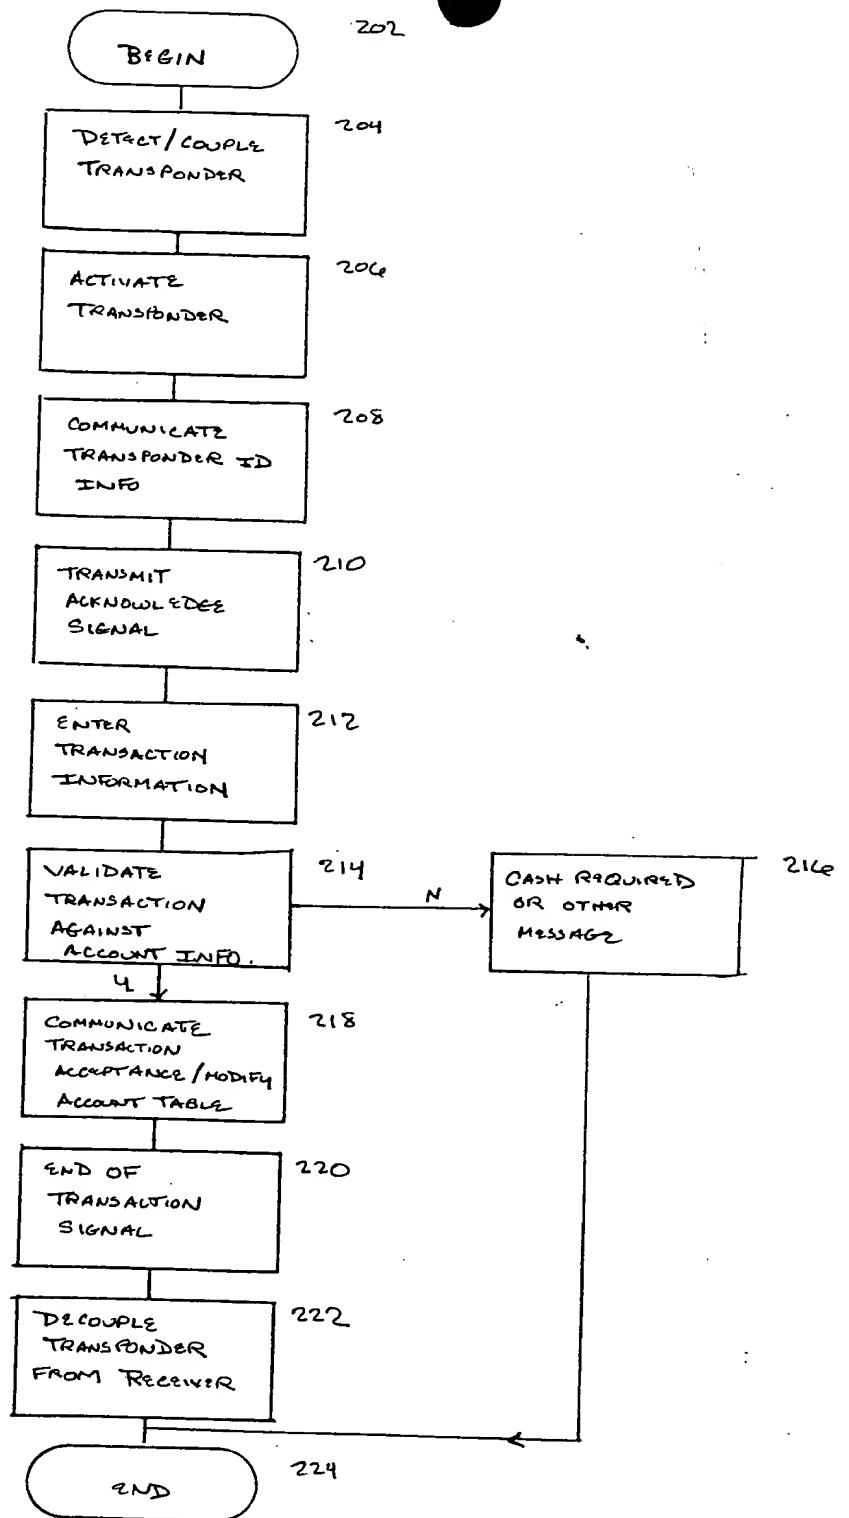 202
BEGIN
204
DETECT/COUPLE
TRANSPONDER
206
ACTIVATE
TRANSPONDER
208
COMMUNICATE
TRANSPONDER ID
INFO
210
TRANSMIT
ACKNOWLEDGE
SIGNAL
212
ENTER
TRANSACTION
INFORMATION
214
VALIDATE
TRANSACTION
AGAINST
ACCOUNT INFO.
N
216
CASH REQUIRED
OR OTHER
MESSAGE
Y
218
COMMUNICATE
TRANSACTION
ACCEPTANCE/MODIFY
ACCOUNT TABLE
220
END OF
TRANSACTION
SIGNAL
222
DECOUPLE
TRANSPONDER
FROM RECEIVER
224
END